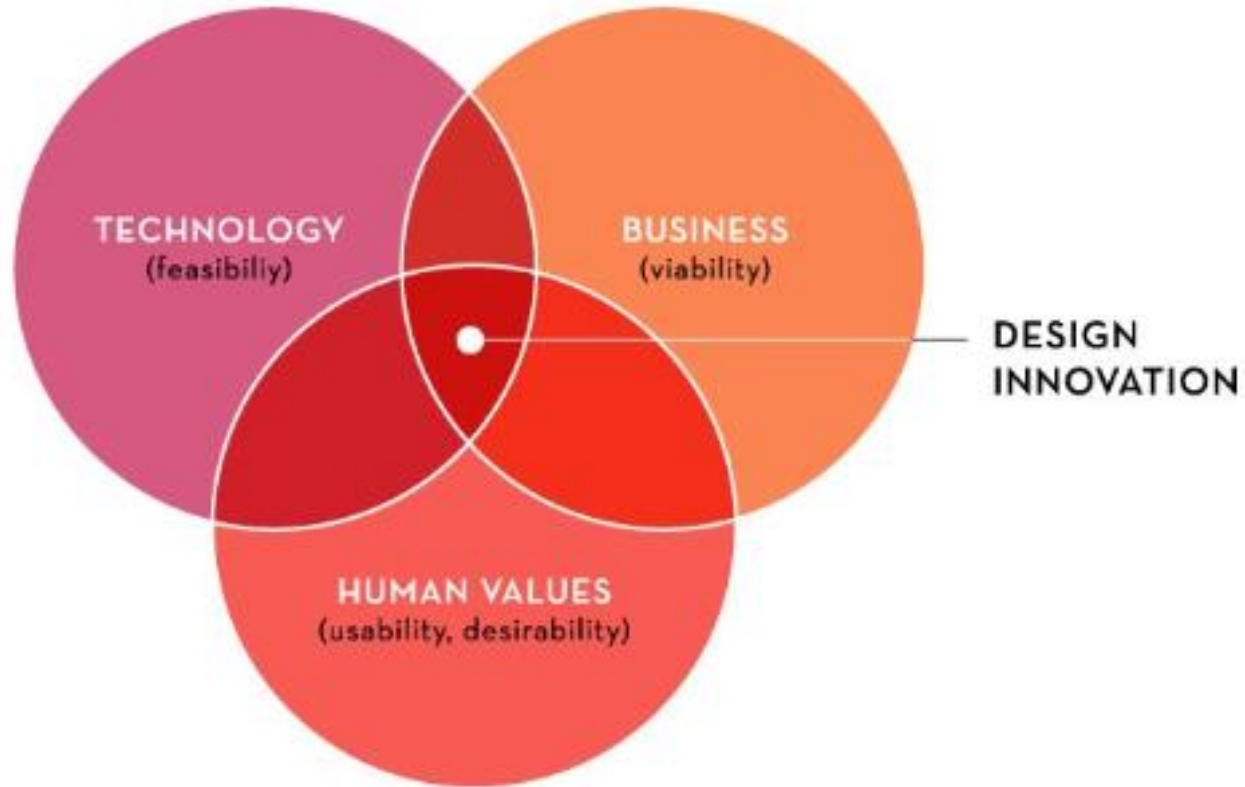 TECHNOLOGY
(feasibiliy)
BUSINESS
(viability)
DESIGN
INNOVATION
HUMAN VALUES
(usability, desirability)